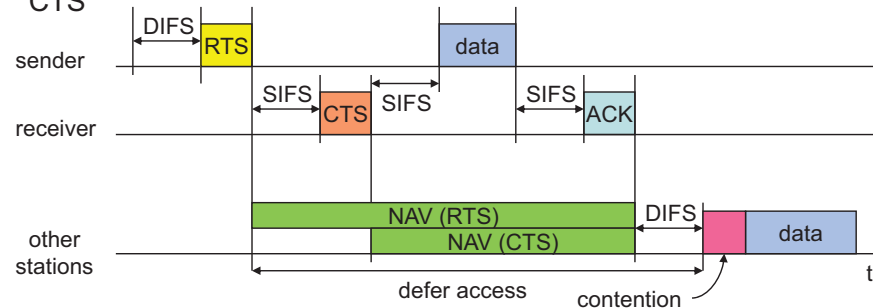 CTS
DIFS
RTS
data
sender
SIFS
SIFS
SIFS
CTS
ACK
receiver
NAV (RTS)
DIFS
NAV (CTS)
data
other
stations
t
defer access
contention